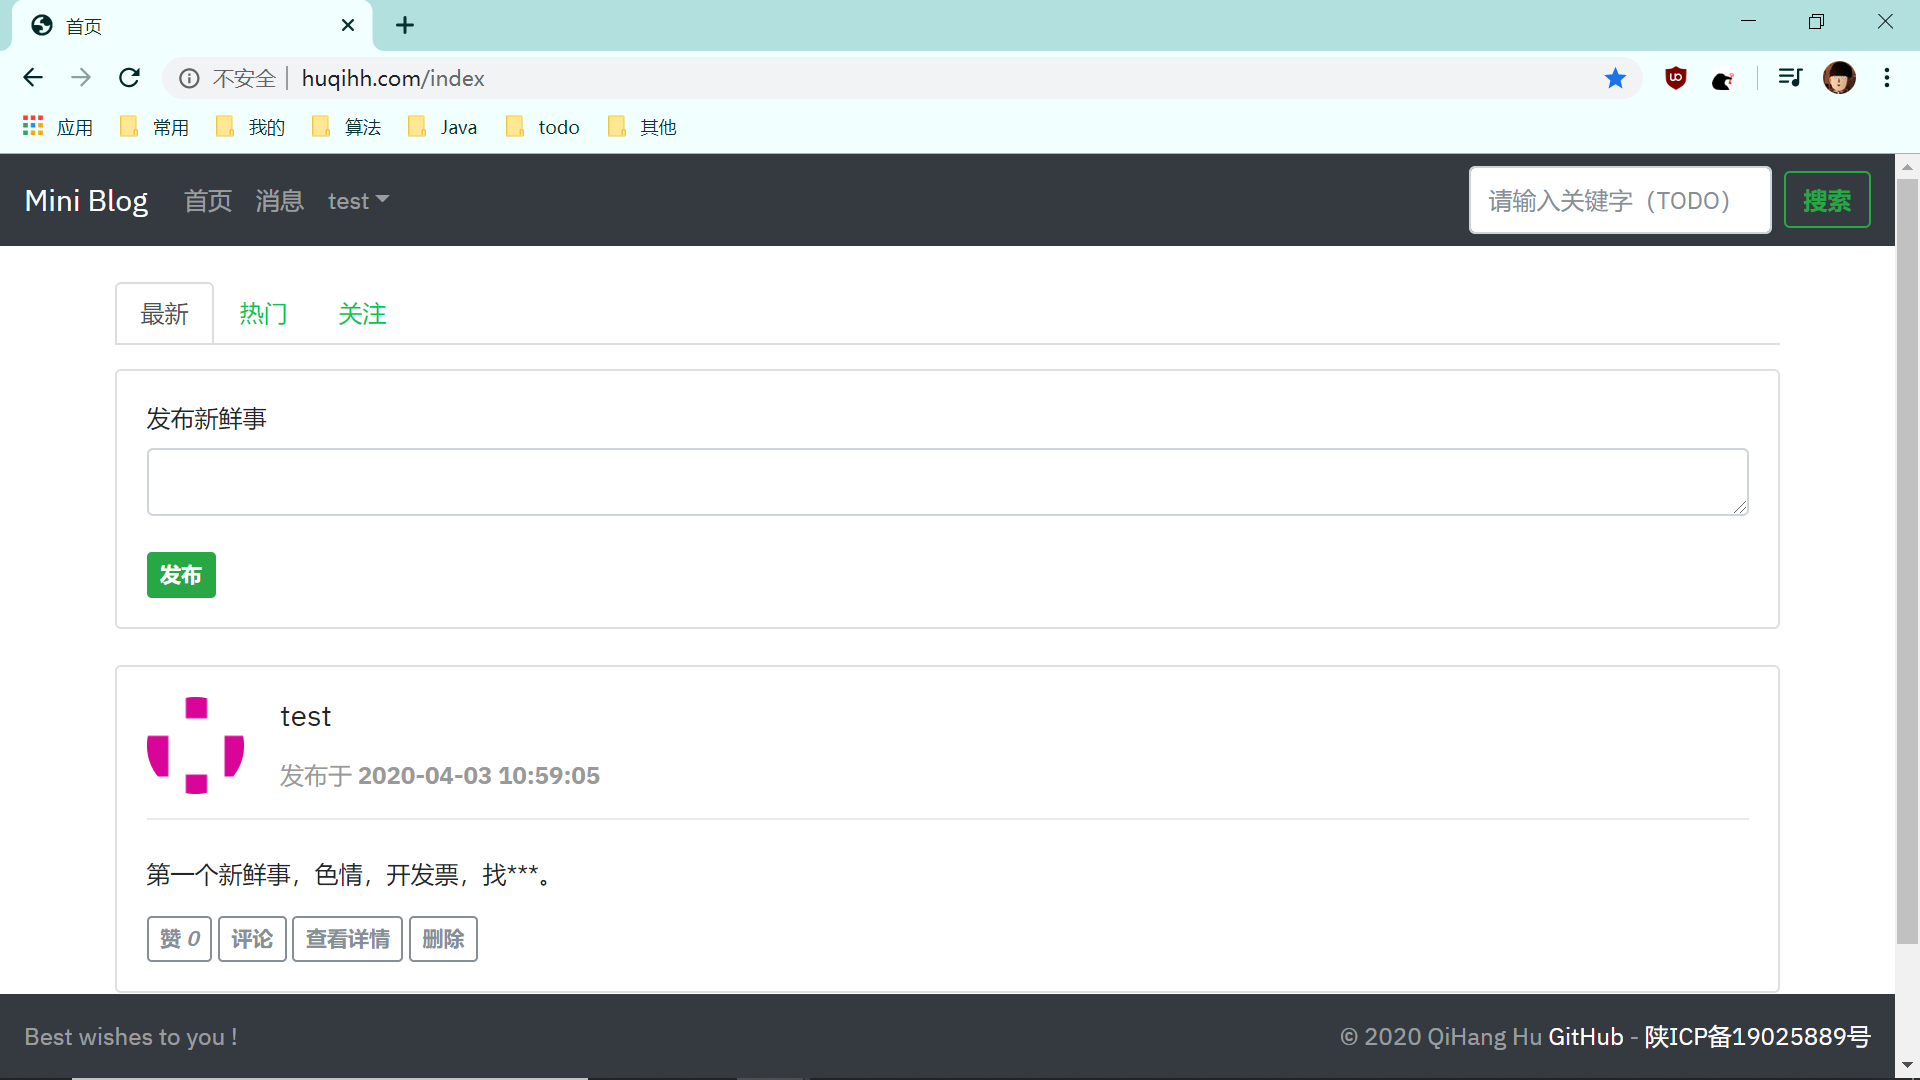 首页
不安全 | huqihh.com/index
应用 常用 我的 算法 Java todo 其他
Mini Blog 首页 消息 test 请输入关键字（TODO） 搜索
最新 热门 关注
发布新鲜事
发布
test
发布于 2020-04-03 10:59:05
第一个新鲜事，色情，开发票，找***。
赞 0 评论 查看详情 删除
Best wishes to you ! © 2020 QiHang Hu GitHub - 陕ICP备19025889号